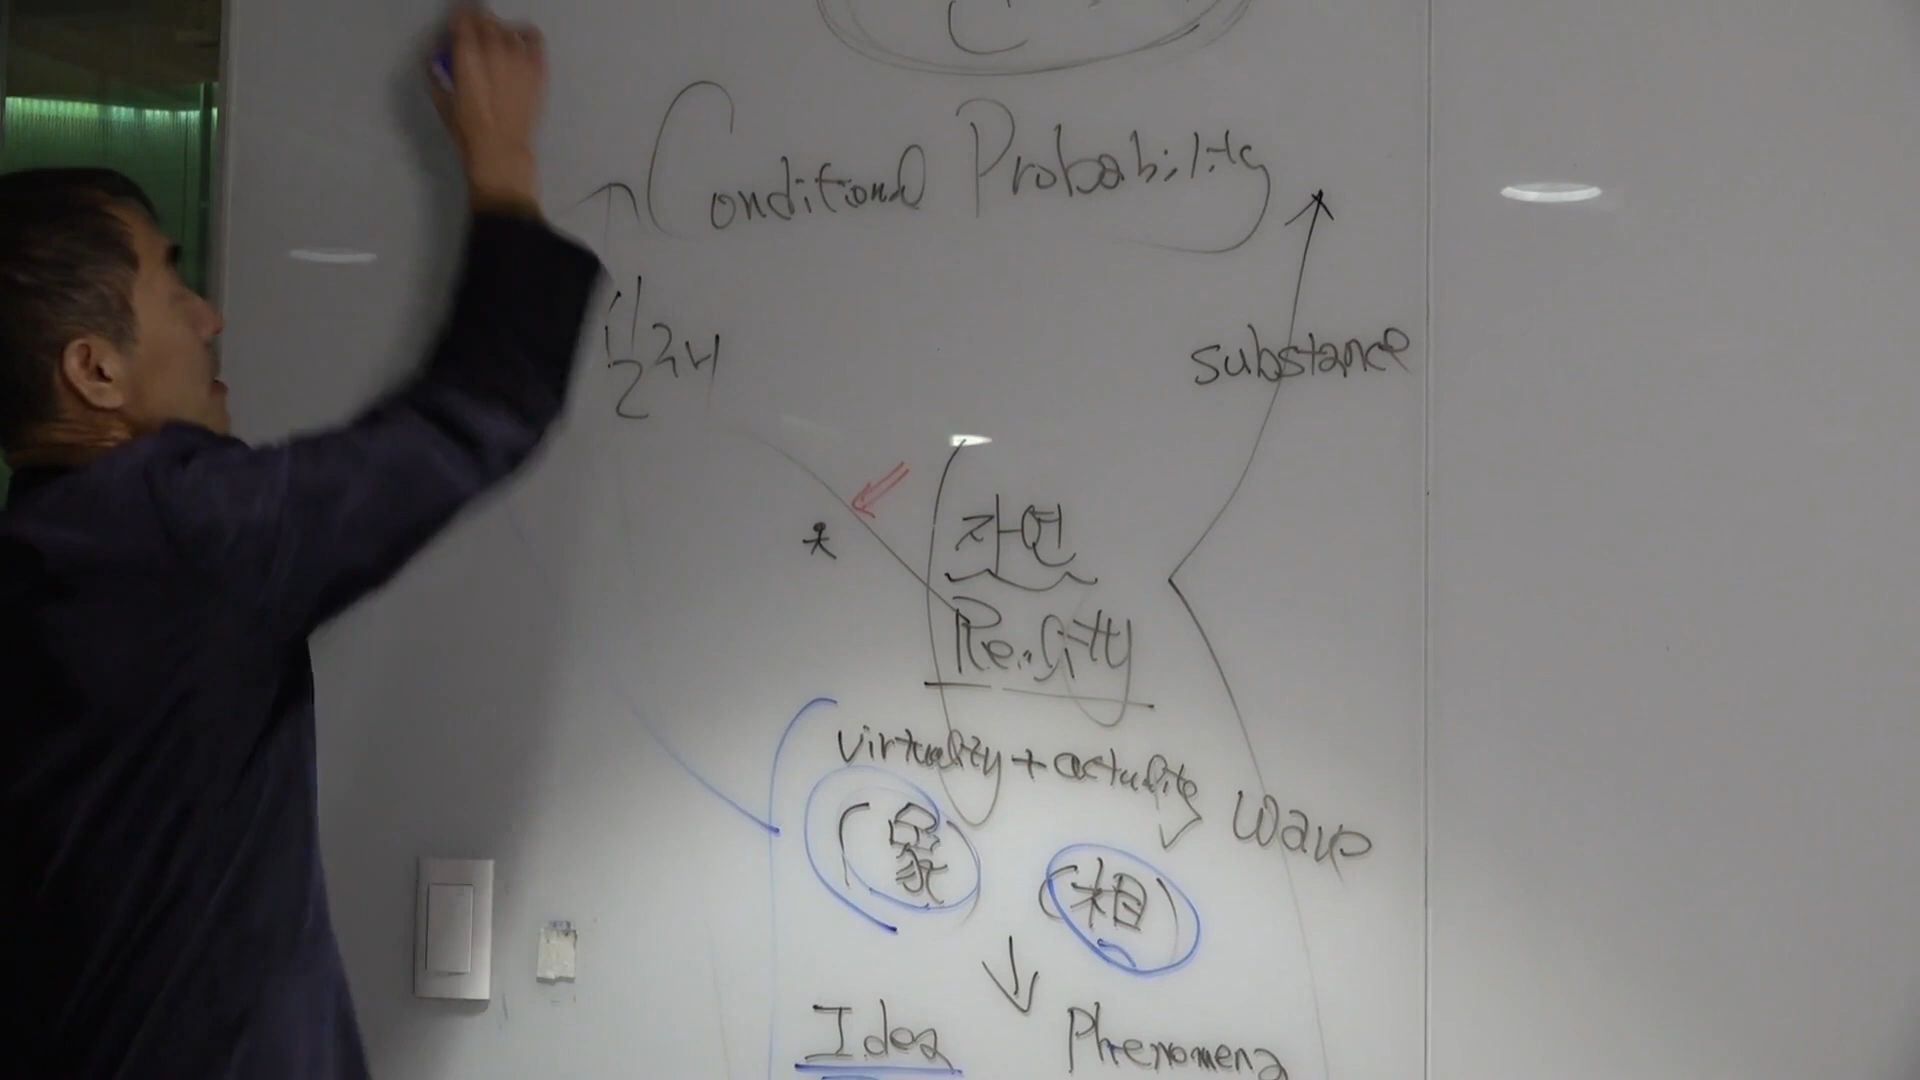 C
Conditional Probability
substance
자연
Reality
virtuality + actuality
wave
(象)
(相)
Idea
Phenomena